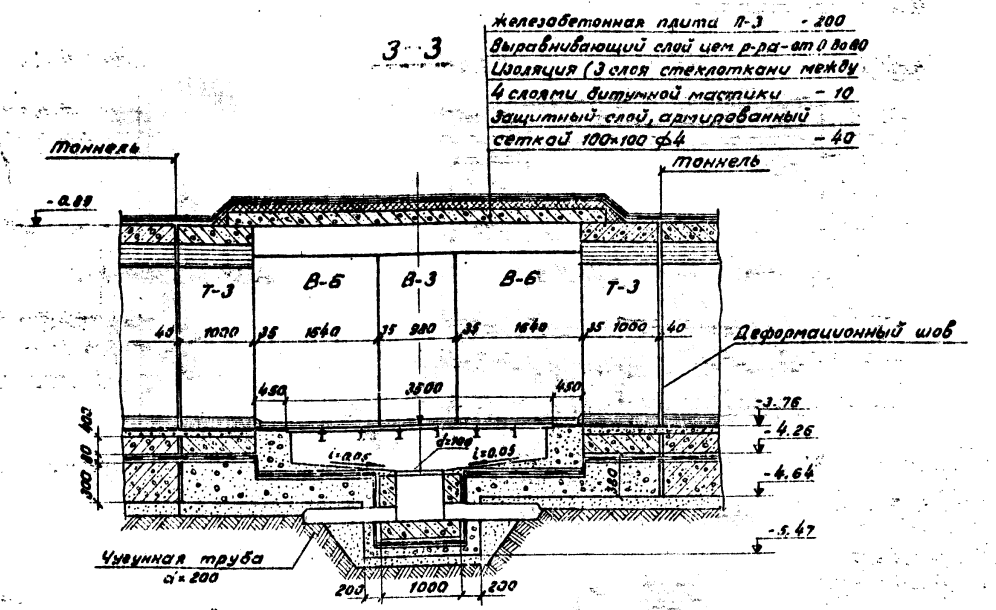 3-3
Железобетонная плита П-3 - 200
Выравнивающий слой цем р-ра-от 0 до 80
Изоляция (3 слоя стеклоткани между
4 слоями битумной мастики - 10
Защитный слой, армированный
сеткой 100×100 ф4 - 40
тоннель
тоннель
-0.89
Т-3 В-Б В-3 В-Б Т-3
40 1000 35 1640 35 980 35 1640 35 1000 40
Деформационный шов
450 3500 450
-3.76
400
-4.26
d=100
i=0.05 i=0.05
80
380
-4.64
300
-5.47
Чугунная труба
d=200
200 1000 200